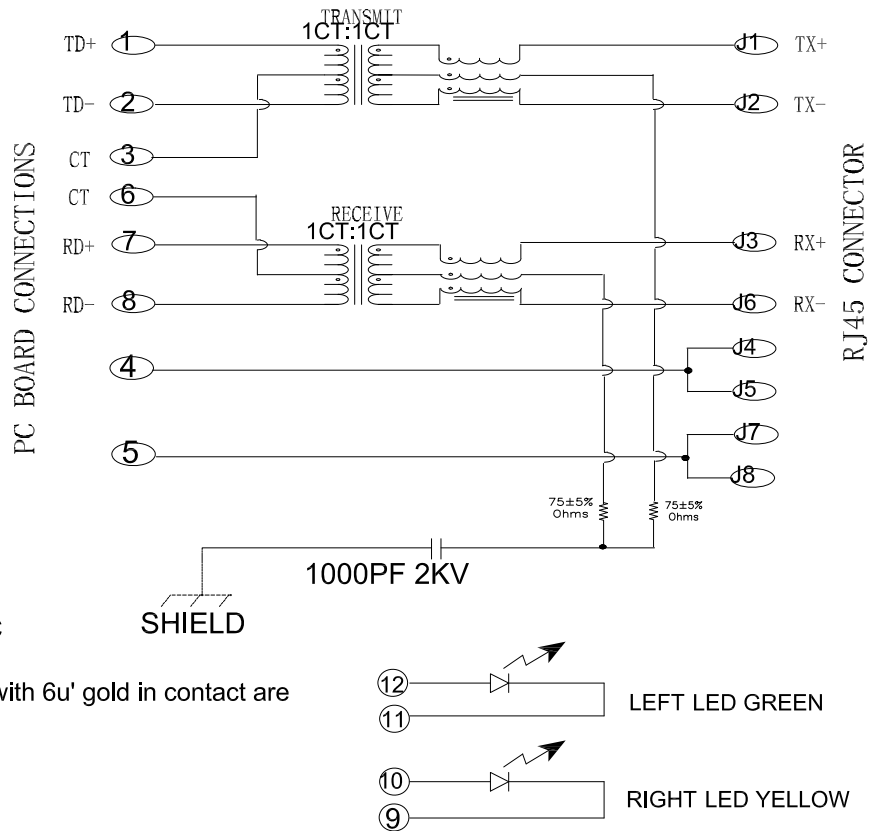 TRANSMIT
1CT:1CT
TD+ 1
J1 TX+
TD- 2
J2 TX-
CT 3
CT 6
RECEIVE
1CT:1CT
RD+ 7
J3 RX+
RD- 8
J6 RX-
4
J4
J5
5
J7
J8
PC BOARD CONNECTIONS
RJ45 CONNECTOR
75±5%
Ohms
75±5%
Ohms
1000PF 2KV
SHIELD
with 6u' gold in contact are
12
11
LEFT LED GREEN
10
9
RIGHT LED YELLOW